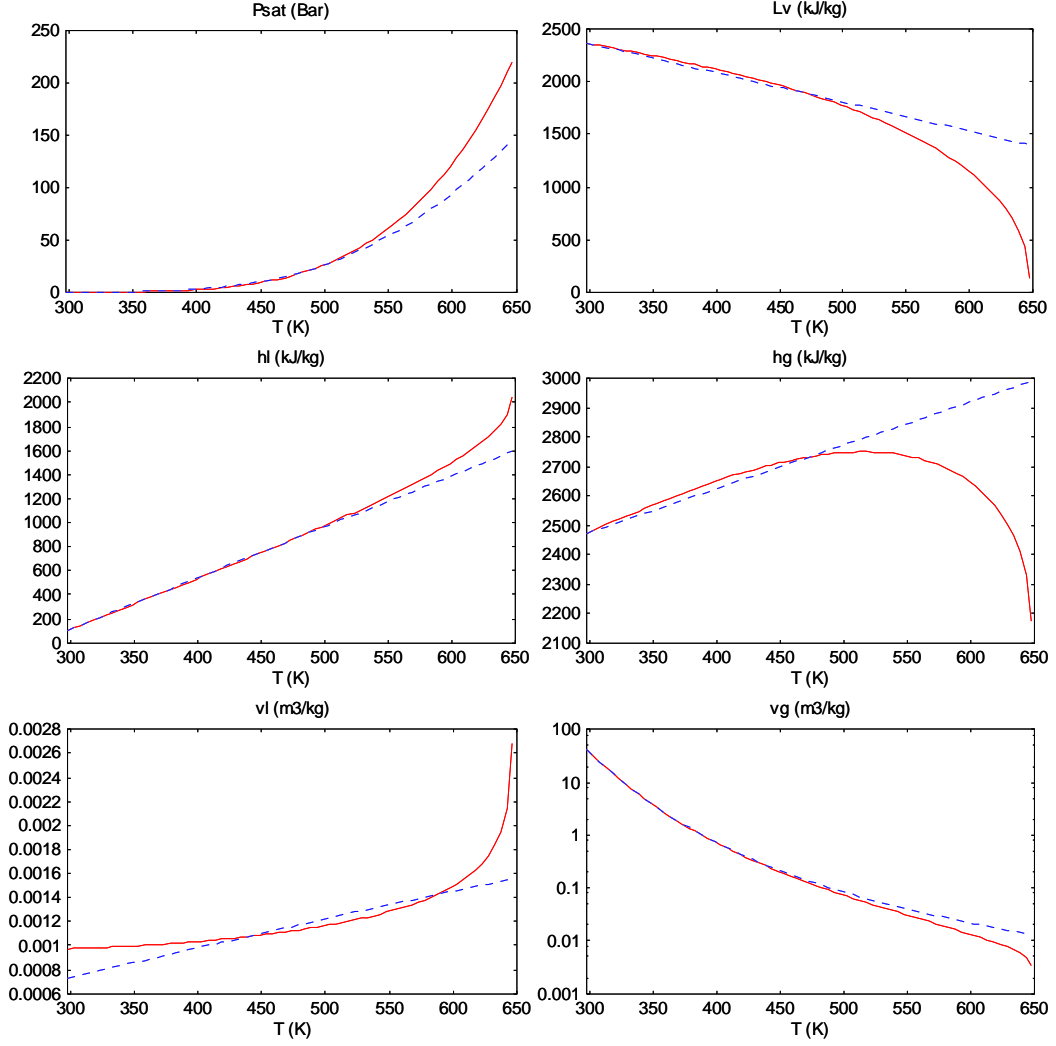 Psat (Bar)
250
200
150
100
50
0
300 350 400 450 500 550 600 650
T (K)
Lv (kJ/kg)
2500
2000
1500
1000
500
0
300 350 400 450 500 550 600 650
T (K)
hl (kJ/kg)
2200
2000
1800
1600
1400
1200
1000
800
600
400
200
0
300 350 400 450 500 550 600 650
T (K)
hg (kJ/kg)
3000
2900
2800
2700
2600
2500
2400
2300
2200
2100
300 350 400 450 500 550 600 650
T (K)
vl (m3/kg)
0.0028
0.0026
0.0024
0.0022
0.002
0.0018
0.0016
0.0014
0.0012
0.001
0.0008
0.0006
300 350 400 450 500 550 600 650
T (K)
vg (m3/kg)
100
10
1
0.1
0.01
0.001
300 350 400 450 500 550 600 650
T (K)